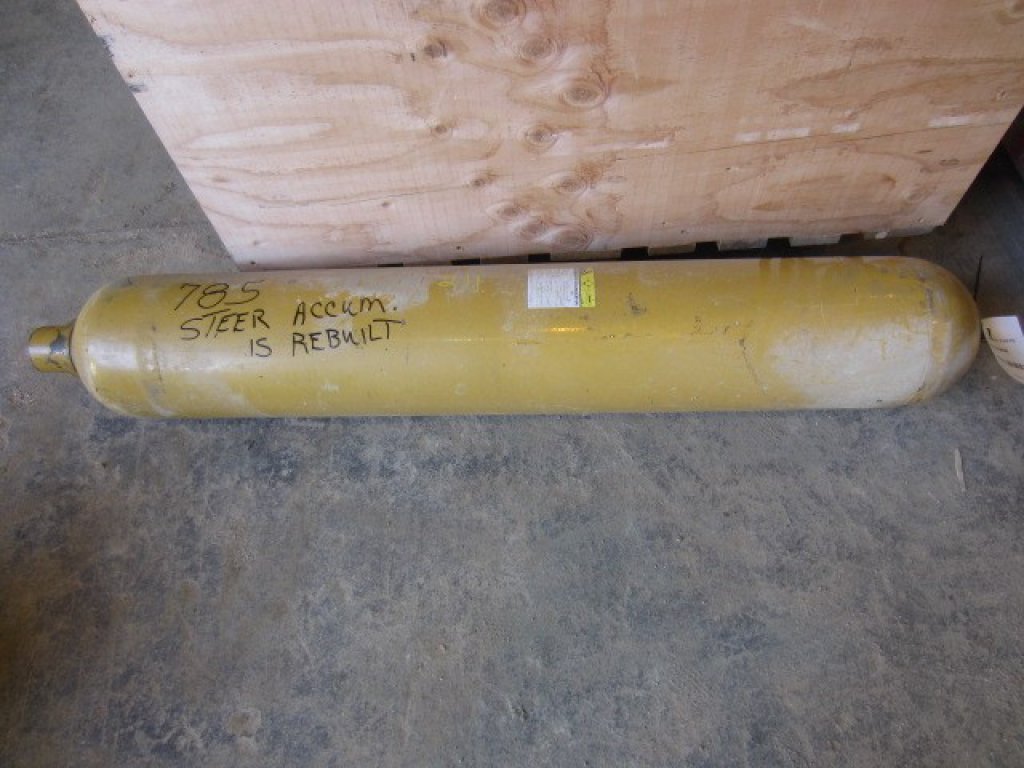 785
STEER ACCUM.
IS REBUILT